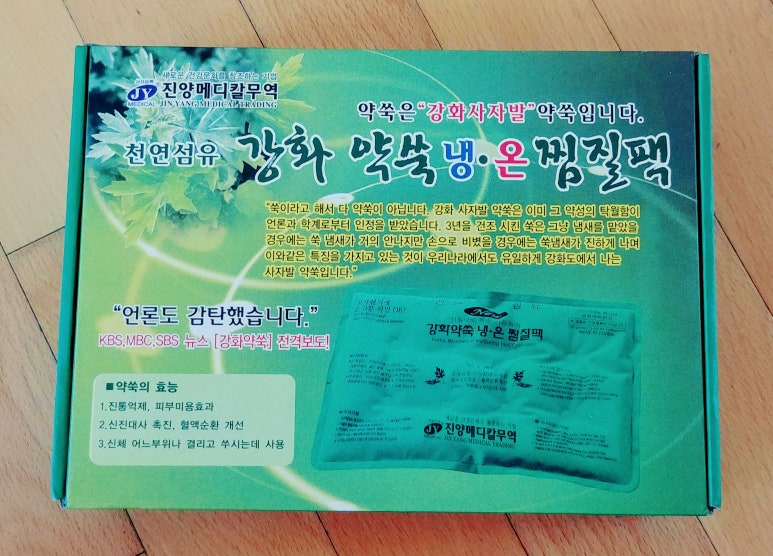 새로운 건강문화를 창조하는 기업
JY
MEDICAL
진양메디칼무역
JIN YANG MEDICAL TRADING
약쑥은 "강화사자발" 약쑥입니다.
천연섬유 강화 약쑥 냉·온 찜질팩
"쑥이라고 해서 다 약쑥이 아닙니다. 강화 사자발 약쑥은 이미 그 약성의 탁월함이
언론과 학계로부터 인정을 받았습니다. 3년을 건조 시킨 쑥은 그냥 냄새를 맡았을
경우에는 쑥 냄새가 거의 안나지만 손으로 비볐을 경우에는 쑥냄새가 진하게 나며
이와같은 특징을 가지고 있는 것이 우리나라에서도 유일하게 강화도에서 나는
사자발 약쑥입니다."
"언론도 감탄했습니다."
KBS,MBC,SBS 뉴스 [강화약쑥] 전격보도!
■약쑥의 효능
1.진통억제, 피부미용효과
2.신진대사 촉진, 혈액순환 개선
3.신체 어느부위나 결리고 쑤시는데 사용
New
강화약쑥 냉·온 찜질팩
JY
진양메디칼무역
JIN YANG MEDICAL TRADING